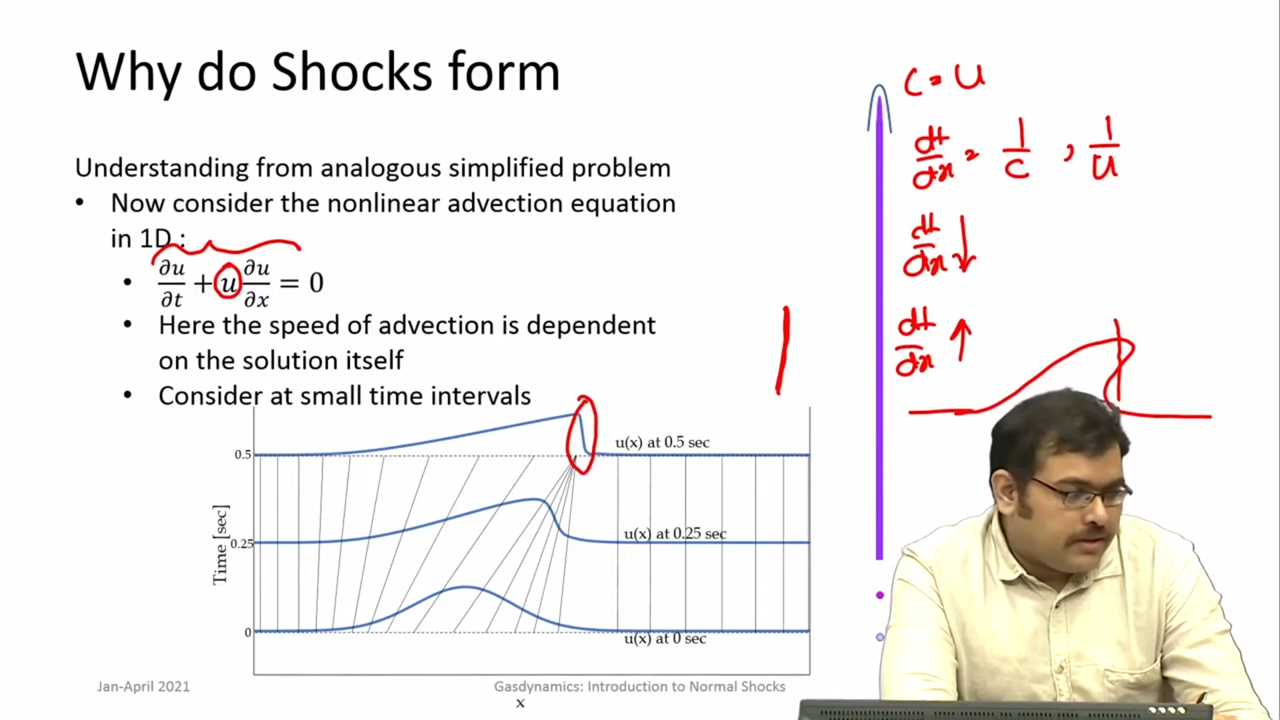 Why do Shocks form
Understanding from analogous simplified problem
• Now consider the nonlinear advection equation
in 1D :
• ∂u/∂t + u ∂u/∂x = 0
• Here the speed of advection is dependent
on the solution itself
• Consider at small time intervals
0.5
u(x) at 0.5 sec
0.25
u(x) at 0.25 sec
0
u(x) at 0 sec
Time [sec]
x
C = U
dt/dx = 1/C , 1/U
dt/dx ↓
dt/dx ↑
Jan-April 2021
Gasdynamics: Introduction to Normal Shocks